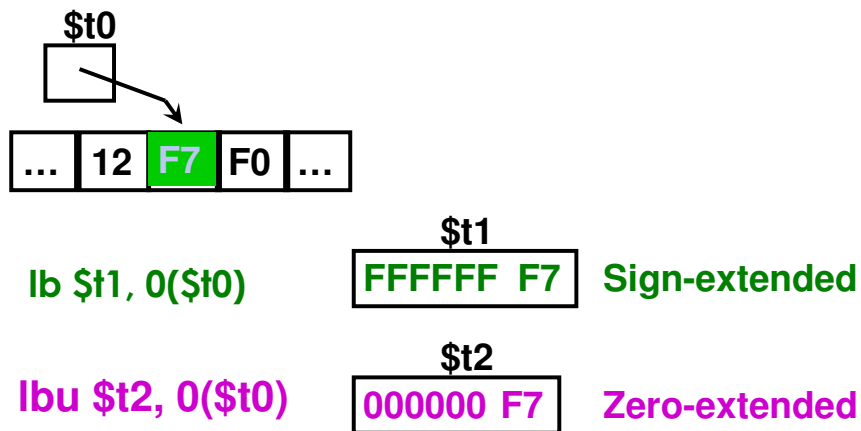 $t0
... 12 F7 F0 ...
$t1
lb $t1, 0($t0) FFFFFF F7 Sign-extended
$t2
lbu $t2, 0($t0) 000000 F7 Zero-extended